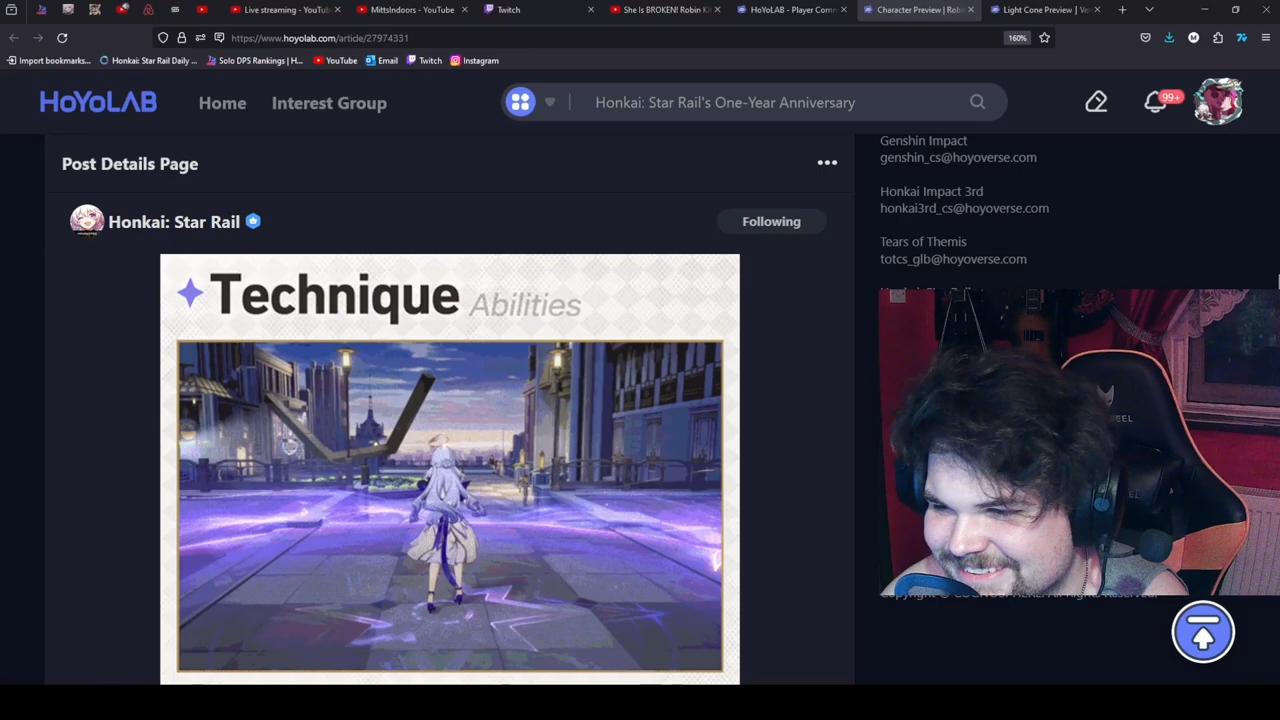 Live streaming - YouTu
MittsIndoors - YouTube
Twitch
She Is BROKEN! Robin Ki
HoYoLAB - Player Comm
Character Preview | Robi
Light Cone Preview | Ve
https://www.hoyolab.com/article/27974331
160%
Import bookmarks...
Honkai: Star Rail Daily ...
Solo DPS Rankings | H...
YouTube
Email
Twitch
Instagram
HoYoLAB
Home
Interest Group
Honkai: Star Rail's One-Year Anniversary
99+
Post Details Page
Honkai: Star Rail
Following
Technique Abilities
Genshin Impact
genshin_cs@hoyoverse.com
Honkai Impact 3rd
honkai3rd_cs@hoyoverse.com
Tears of Themis
totcs_glb@hoyoverse.com